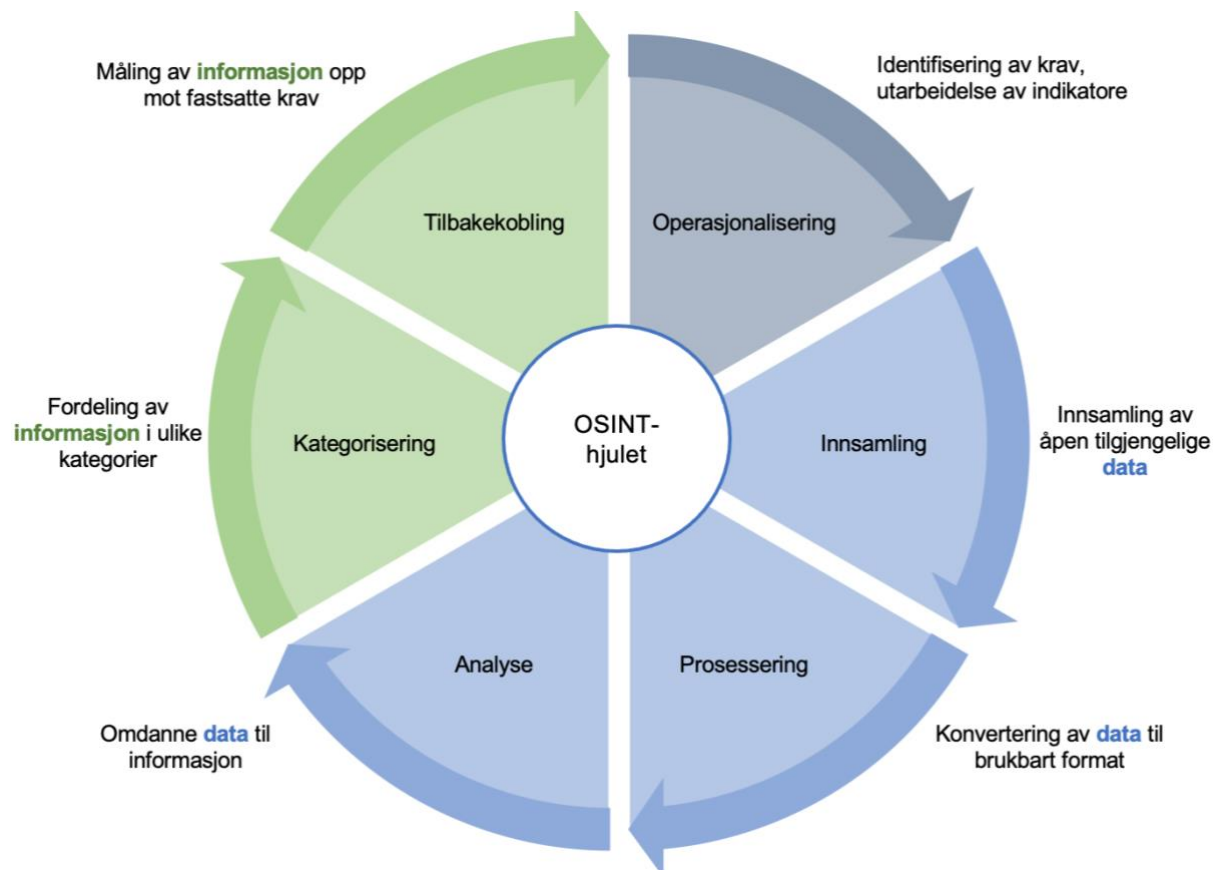 Måling av informasjon opp
mot fastsatte krav
Identifisering av krav,
utarbeidelse av indikatore
Tilbakekobling
Operasjonalisering
Fordeling av
informasjon i ulike
kategorier
Kategorisering
OSINT-
hjulet
Innsamling
Innsamling av
åpen tilgjengelige
data
Analyse
Prosessering
Omdanne data til
informasjon
Konvertering av data til
brukbart format